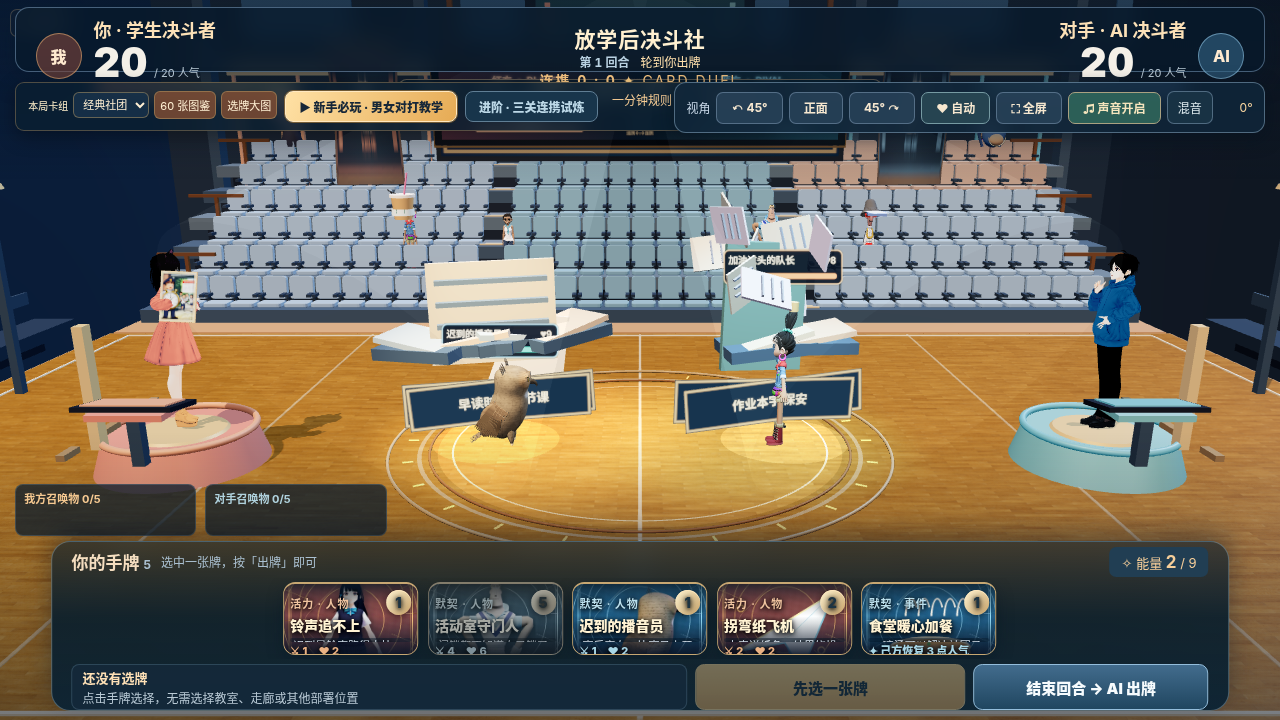 我
你 · 学生决斗者
20 / 20 人气
放学后决斗社
第 1 回合 轮到你出牌
对手 · AI 决斗者
20 / 20 人气
AI
本局卡组
经典社团
60 张图鉴
选牌大图
▶ 新手必玩 · 男女对打教学
进阶 · 三关连携试炼
一分钟规则
视角
↶ 45°
正面
45° ↷
♥ 自动
⛶ 全屏
♫ 声音开启
混音
0°
作业本
我方召唤物 0/5
对手召唤物 0/5
你的手牌 5 选中一张牌，按「出牌」即可
✧ 能量 2 / 9
活力 · 人物
1
铃声追不上
⚔ 1 ♥ 2
默契 · 人物
5
活动室守门人
⚔ 4 ♥ 6
默契 · 人物
1
迟到的播音员
⚔ 1 ♥ 2
活力 · 人物
2
拐弯纸飞机
⚔ 2 ♥ 2
默契 · 事件
1
食堂暖心加餐
✦ 己方恢复 3 点人气
还没有选牌
点击手牌选择，无需选择教室、走廊或其他部署位置
先选一张牌
结束回合 → AI 出牌